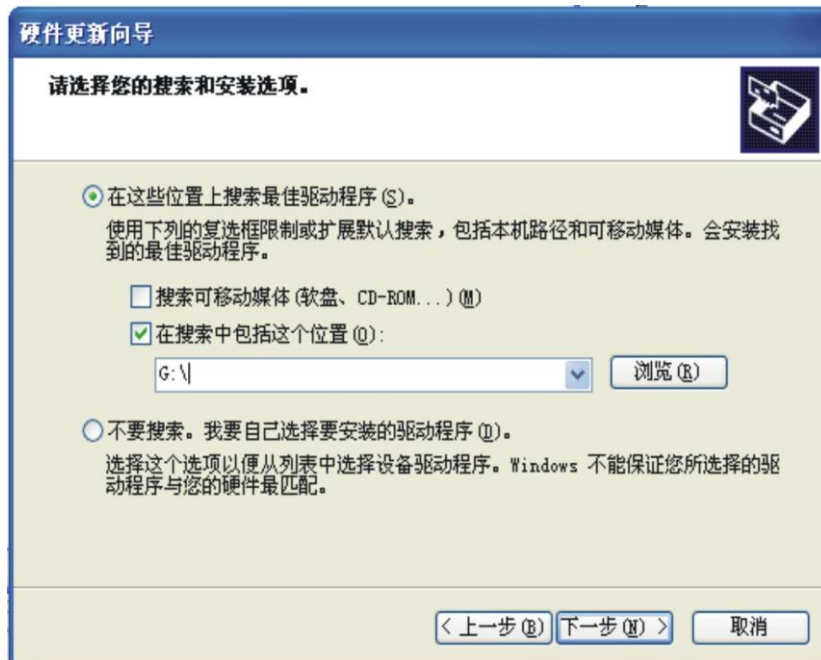 硬件更新向导
请选择您的搜索和安装选项。
在这些位置上搜索最佳驱动程序(S)。
使用下列的复选框限制或扩展默认搜索，包括本机路径和可移动媒体。会安装找
到的最佳驱动程序。
搜索可移动媒体(软盘、CD-ROM...)(M)
在搜索中包括这个位置(O):
G:\
浏览(R)
不要搜索。我要自己选择要安装的驱动程序(D)。
选择这个选项以便从列表中选择设备驱动程序。Windows 不能保证您所选择的驱
动程序与您的硬件最匹配。
< 上一步(B) 下一步(N) > 取消